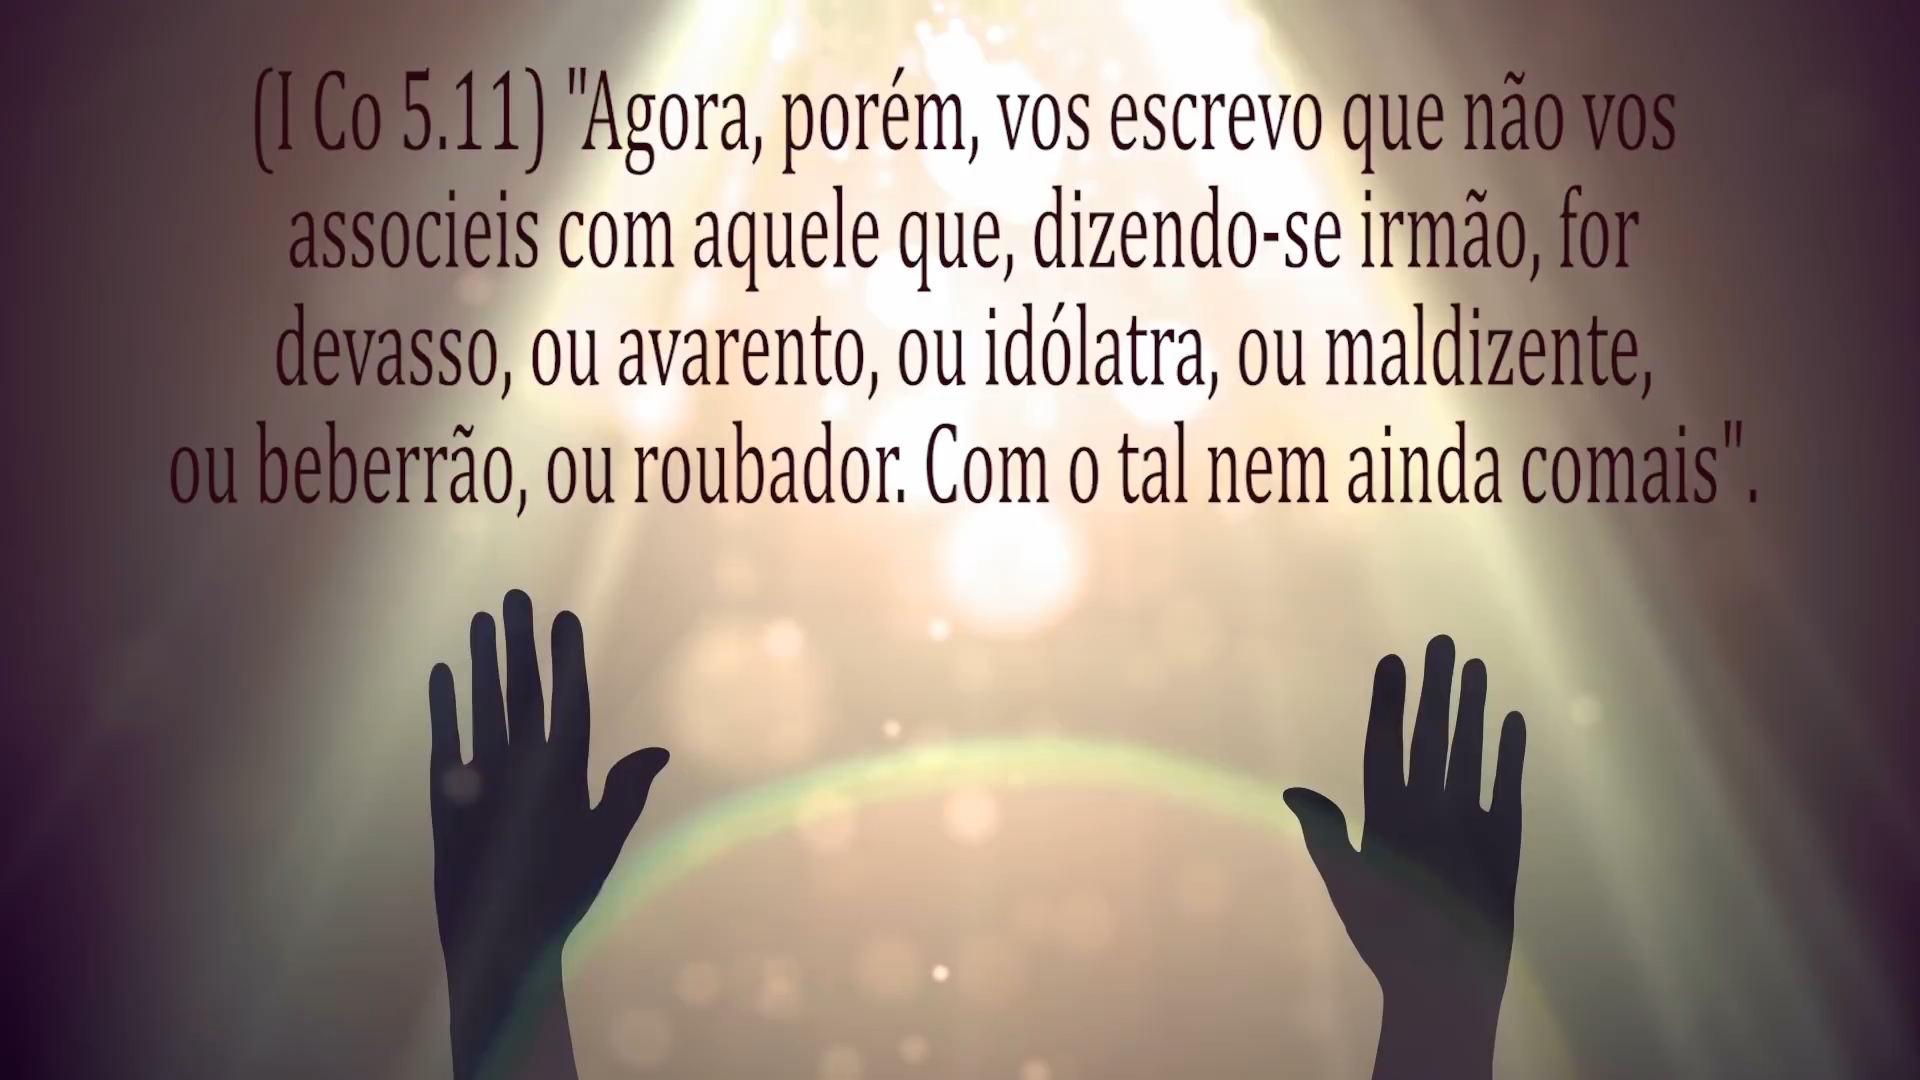 (I Co 5.11) "Agora, porém, vos escrevo que não vos
associeis com aquele que, dizendo-se irmão, for
devasso, ou avarento, ou idólatra, ou maldizente,
ou beberrão, ou roubador. Com o tal nem ainda comais".